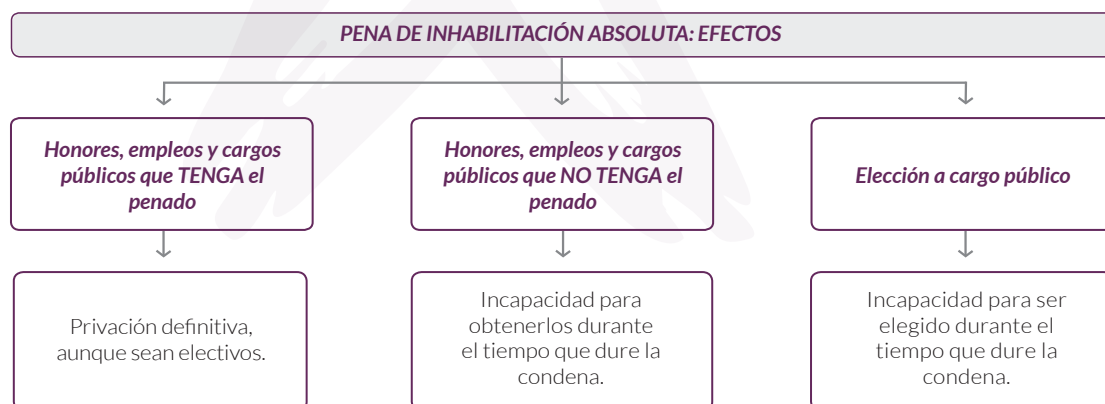 PENA DE INHABILITACIÓN ABSOLUTA: EFECTOS
Honores, empleos y cargos
públicos que TENGA el
penado
Honores, empleos y cargos
públicos que NO TENGA el
penado
Elección a cargo público
Privación definitiva,
aunque sean electivos.
Incapacidad para
obtenerlos durante
el tiempo que dure la
condena.
Incapacidad para ser
elegido durante el
tiempo que dure la
condena.